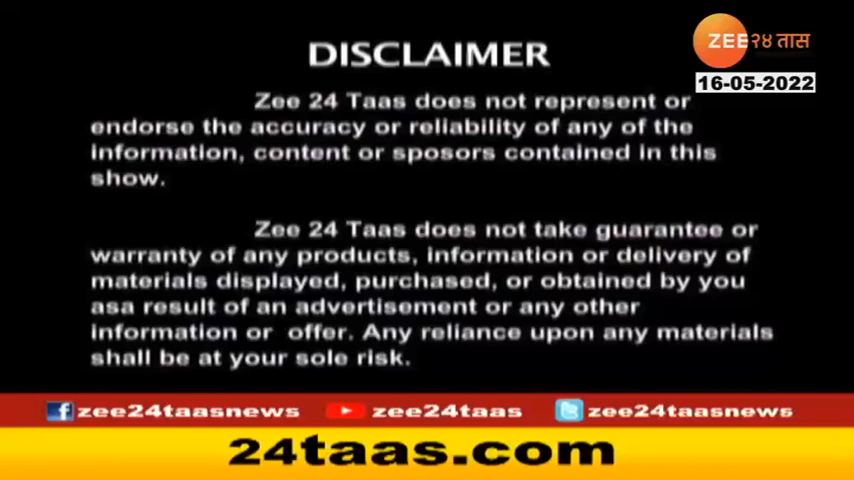 ZEE२४ तास
16-05-2022
DISCLAIMER
Zee 24 Taas does not represent or
endorse the accuracy or reliability of any of the
information, content or sposors contained in this
show.
Zee 24 Taas does not take guarantee or
warranty of any products, information or delivery of
materials displayed, purchased, or obtained by you
asa result of an advertisement or any other
information or offer. Any reliance upon any materials
shall be at your sole risk.
zee24taasnews zee24taas zee24taasnews
24taas.com